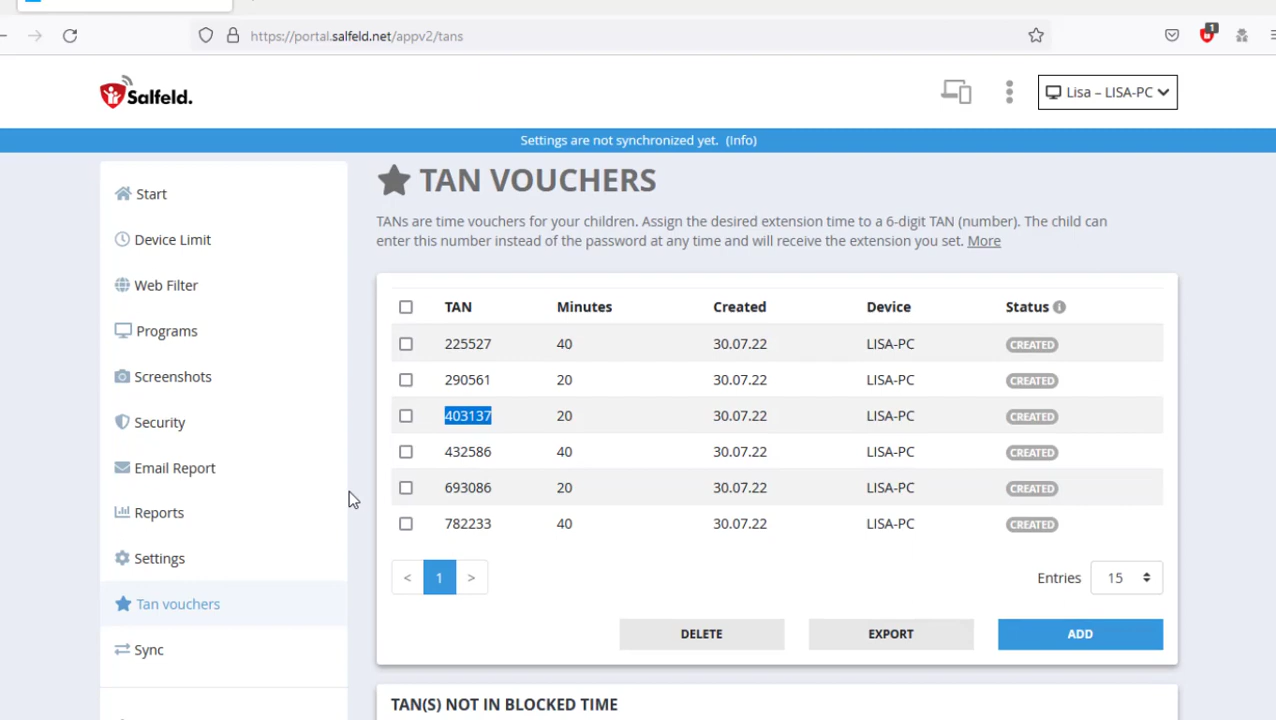 https://portal.salfeld.net/appv2/tans
1
Salfeld.
Lisa – LISA-PC
Settings are not synchronized yet. (Info)
Start
Device Limit
Web Filter
Programs
Screenshots
Security
Email Report
Reports
Settings
Tan vouchers
Sync
TAN VOUCHERS
TANs are time vouchers for your children. Assign the desired extension time to a 6-digit TAN (number). The child can
enter this number instead of the password at any time and will receive the extension you set. More
TAN Minutes Created Device Status
225527 40 30.07.22 LISA-PC CREATED
290561 20 30.07.22 LISA-PC CREATED
403137 20 30.07.22 LISA-PC CREATED
432586 40 30.07.22 LISA-PC CREATED
693086 20 30.07.22 LISA-PC CREATED
782233 40 30.07.22 LISA-PC CREATED
< 1 > Entries 15
DELETE EXPORT ADD
TAN(S) NOT IN BLOCKED TIME